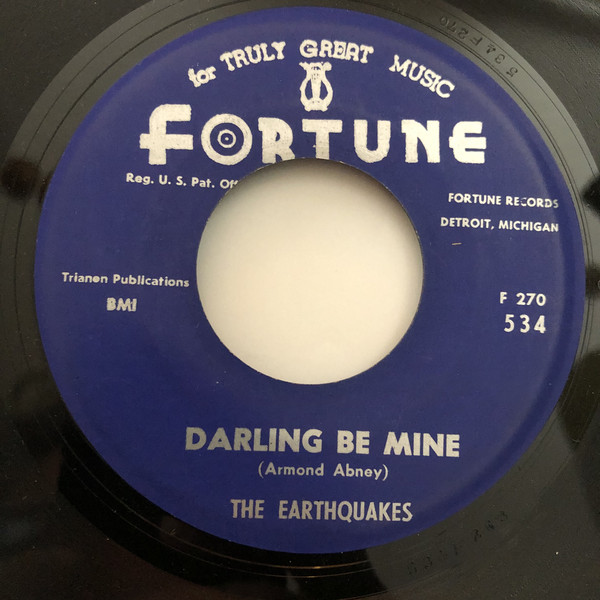 for TRULY GREAT MUSIC
FORTUNE
Reg. U. S. Pat. Off
FORTUNE RECORDS
DETROIT, MICHIGAN
Trianen Publications
BMI
F 270
534
DARLING BE MINE
(Armond Abney)
THE EARTHQUAKES